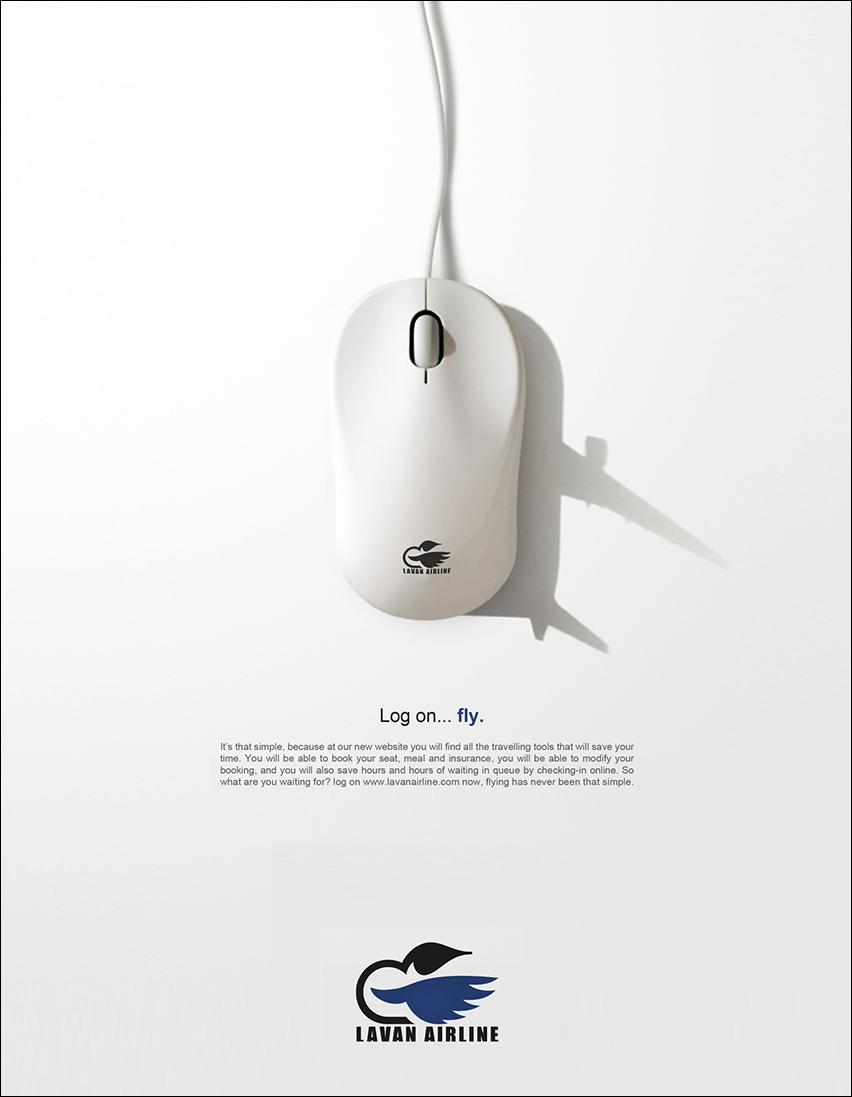 LAVAN AIRLINE
Log on... fly.
It's that simple, because at our new website you will find all the travelling tools that will save your
time. You will be able to book your seat, meal and insurance, you will be able to modify your
booking, and you will also save hours and hours of waiting in queue by checking-in online. So
what are you waiting for? log on www.lavanairline.com now, flying has never been that simple.
LAVAN AIRLINE